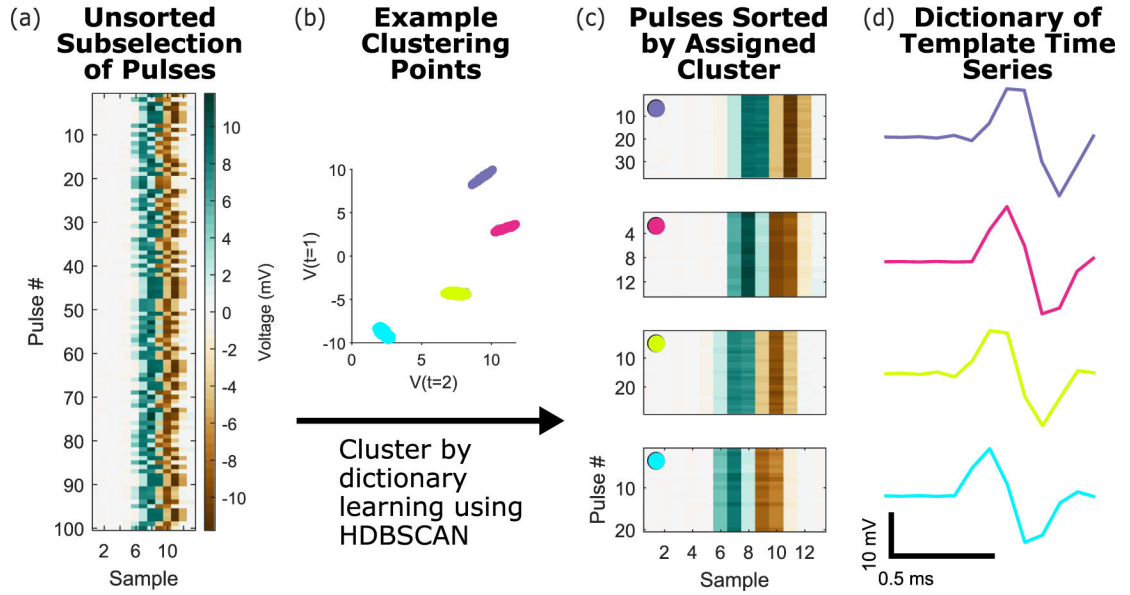 (a) Unsorted
Subselection
of Pulses
10
20
30
40
50
60
70
80
90
100
Pulse #
2 6 10
Sample
10
8
6
4
2
0
-2
-4
-6
-8
-10
Voltage (mV)
(b) Example
Clustering
Points
10
5
0
-5
-10
V(t=1)
0 5 10
V(t=2)
Cluster by
dictionary
learning using
HDBSCAN
(c) Pulses Sorted
by Assigned
Cluster
10
20
30
4
8
12
10
20
10
20
Pulse #
2 4 6 8 10 12
Sample
(d) Dictionary of
Template Time
Series
10 mV
0.5 ms